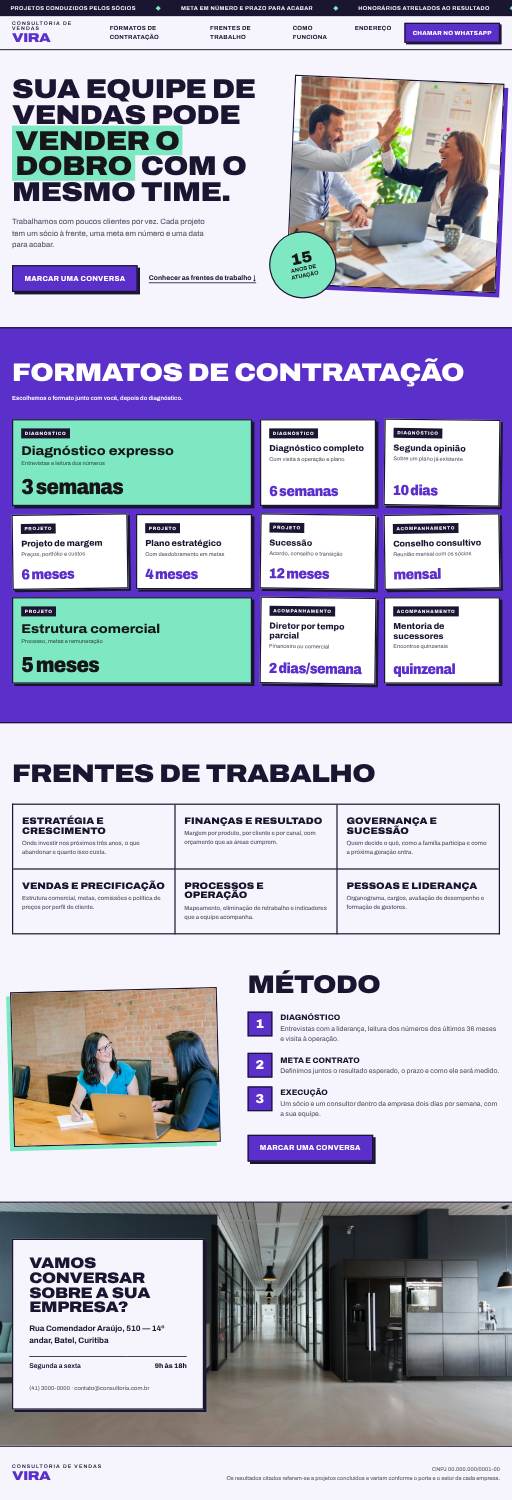 PROJETOS CONDUZIDOS PELOS SÓCIOS ◆ META EM NÚMERO E PRAZO PARA ACABAR ◆ HONORÁRIOS ATRELADOS AO RESULTADO
CONSULTORIA DE
VENDAS
VIRA
FORMATOS DE
CONTRATAÇÃO
FRENTES DE
TRABALHO
COMO
FUNCIONA
ENDEREÇO
CHAMAR NO WHATSAPP
SUA EQUIPE DE
VENDAS PODE
VENDER O
DOBRO COM O
MESMO TIME.
Trabalhamos com poucos clientes por vez. Cada projeto
tem um sócio à frente, uma meta em número e uma data
para acabar.
MARCAR UMA CONVERSA
Conhecer as frentes de trabalho ↓
15
ANOS DE
ATUAÇÃO
FORMATOS DE CONTRATAÇÃO
Escolhemos o formato junto com você, depois do diagnóstico.
DIAGNÓSTICO
Diagnóstico expresso
Entrevistas e leitura dos números
3 semanas
DIAGNÓSTICO
Diagnóstico completo
Com visita à operação e plano
6 semanas
DIAGNÓSTICO
Segunda opinião
Sobre um plano já existente
10 dias
PROJETO
Projeto de margem
Preços, portfólio e custos
6 meses
PROJETO
Plano estratégico
Com desdobramento em metas
4 meses
PROJETO
Sucessão
Acordo, conselho e transição
12 meses
ACOMPANHAMENTO
Conselho consultivo
Reunião mensal com os sócios
mensal
PROJETO
Estrutura comercial
Processo, metas e remuneração
5 meses
ACOMPANHAMENTO
Diretor por tempo
parcial
Financeiro ou comercial
2 dias/semana
ACOMPANHAMENTO
Mentoria de
sucessores
Encontros quinzenais
quinzenal
FRENTES DE TRABALHO
ESTRATÉGIA E
CRESCIMENTO
Onde investir nos próximos três anos, o que
abandonar e quanto isso custa.
FINANÇAS E RESULTADO
Margem por produto, por cliente e por canal, com
orçamento que as áreas cumprem.
GOVERNANÇA E
SUCESSÃO
Quem decide o quê, como a família participa e como
a próxima geração entra.
VENDAS E PRECIFICAÇÃO
Estrutura comercial, metas, comissões e política de
preços por perfil de cliente.
PROCESSOS E
OPERAÇÃO
Mapeamento, eliminação de retrabalho e indicadores
que a equipe acompanha.
PESSOAS E LIDERANÇA
Organograma, cargos, avaliação de desempenho e
formação de gestores.
MÉTODO
1
DIAGNÓSTICO
Entrevistas com a liderança, leitura dos números dos últimos 36 meses
e visita à operação.
2
META E CONTRATO
Definimos juntos o resultado esperado, o prazo e como ele será medido.
3
EXECUÇÃO
Um sócio e um consultor dentro da empresa dois dias por semana, com
a sua equipe.
MARCAR UMA CONVERSA
VAMOS
CONVERSAR
SOBRE A SUA
EMPRESA?
Rua Comendador Araújo, 510 — 14º
andar, Batel, Curitiba
Segunda a sexta 9h às 18h
(41) 3000-0000 · contato@consultoria.com.br
CONSULTORIA DE VENDAS
VIRA
CNPJ 00.000.000/0001-00
Os resultados citados referem-se a projetos concluídos e variam conforme o porte e o setor de cada empresa.